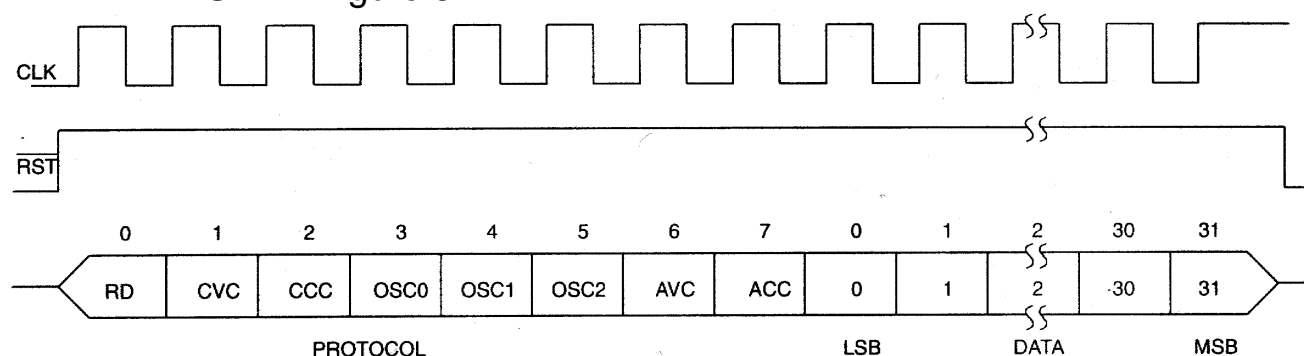 CLK
RST
0 1 2 3 4 5 6 7 0 1 2 30 31
RD CVC CCC OSC0 OSC1 OSC2 AVC ACC 0 1 2 30 31
PROTOCOL LSB DATA MSB